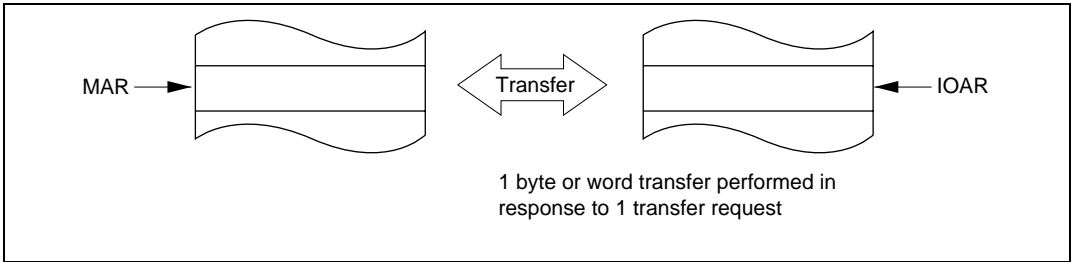 MAR
Transfer
IOAR
1 byte or word transfer performed in
response to 1 transfer request